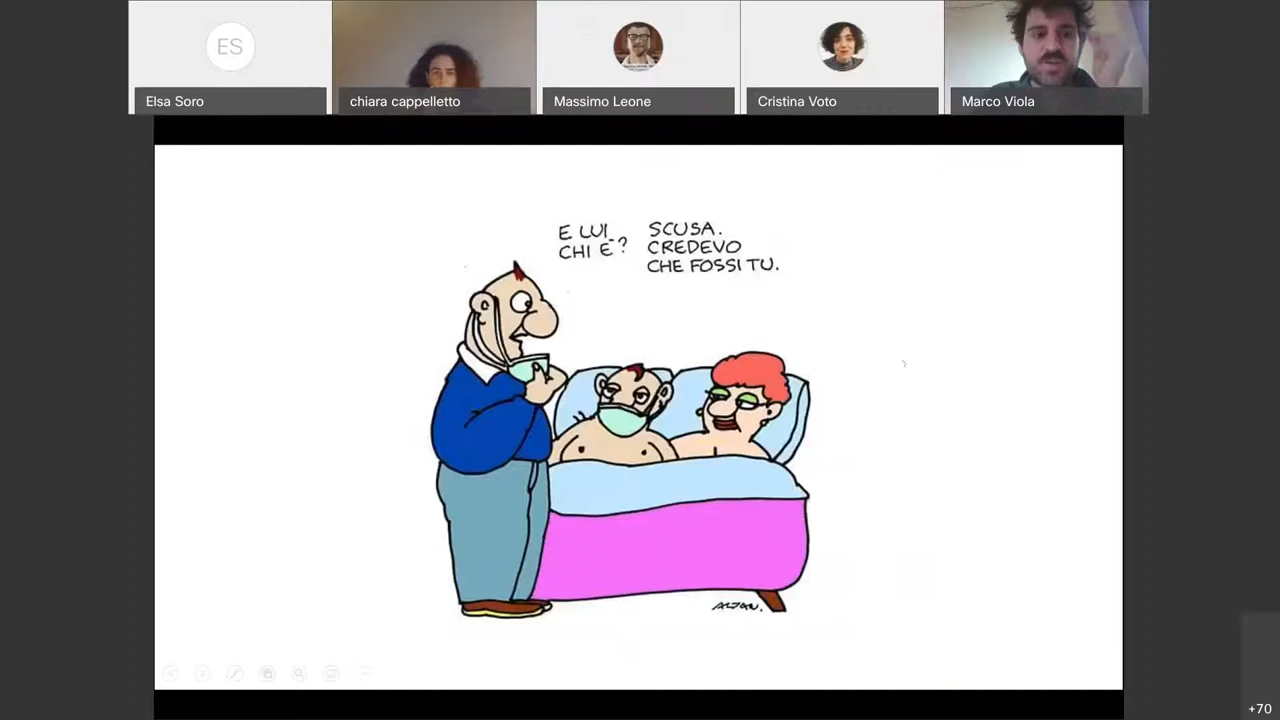 ES
Elsa Soro
chiara cappelletto
Massimo Leone
Cristina Voto
Marco Viola
E LUI
CHI È?
SCUSA.
CREDEVO
CHE FOSSI TU.
ALTAN.
+70